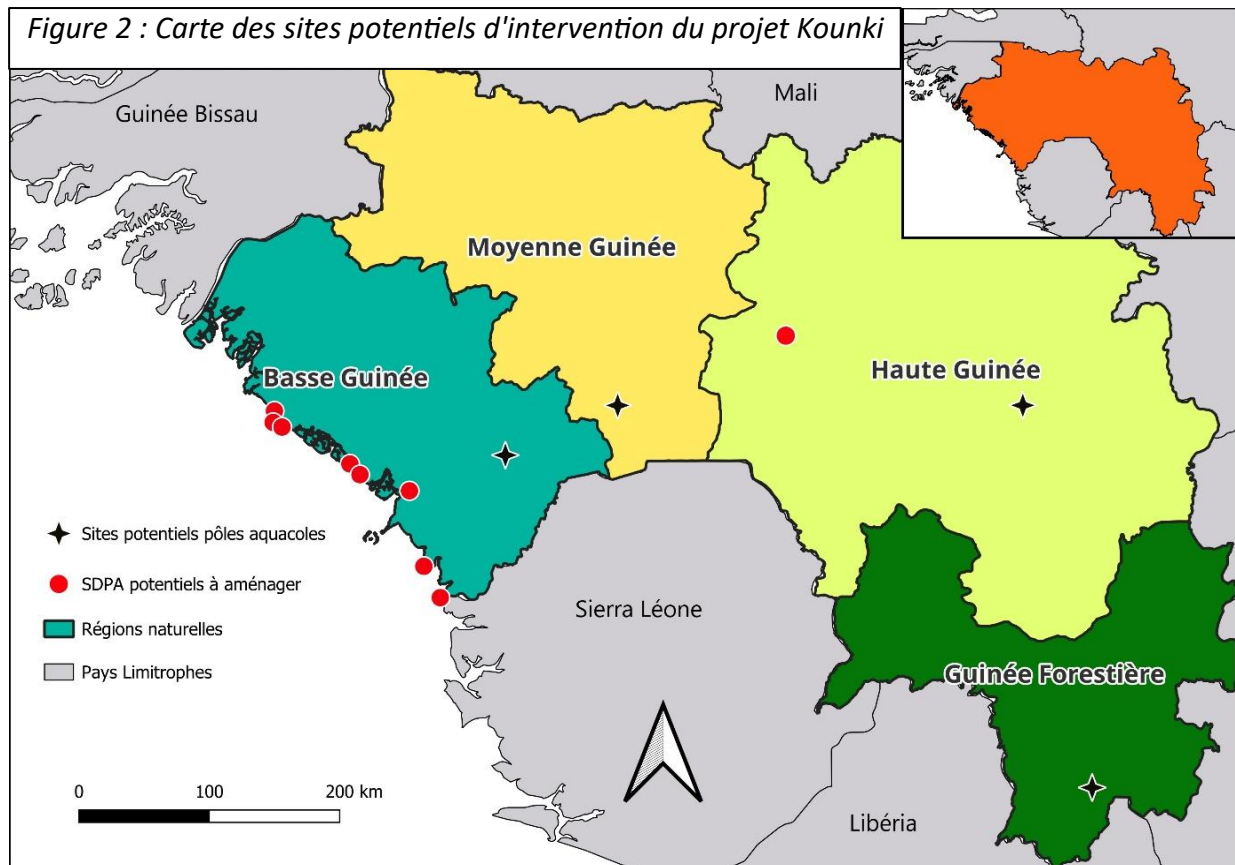 Figure 2 : Carte des sites potentiels d'intervention du projet Kounki
Guinée Bissau
Mali
Moyenne Guinée
Basse Guinée
Haute Guinée
Sites potentiels pôles aquacoles
SDPA potentiels à aménager
Régions naturelles
Pays Limitrophes
Sierra Léone
Guinée Forestière
Libéria
0 100 200 km